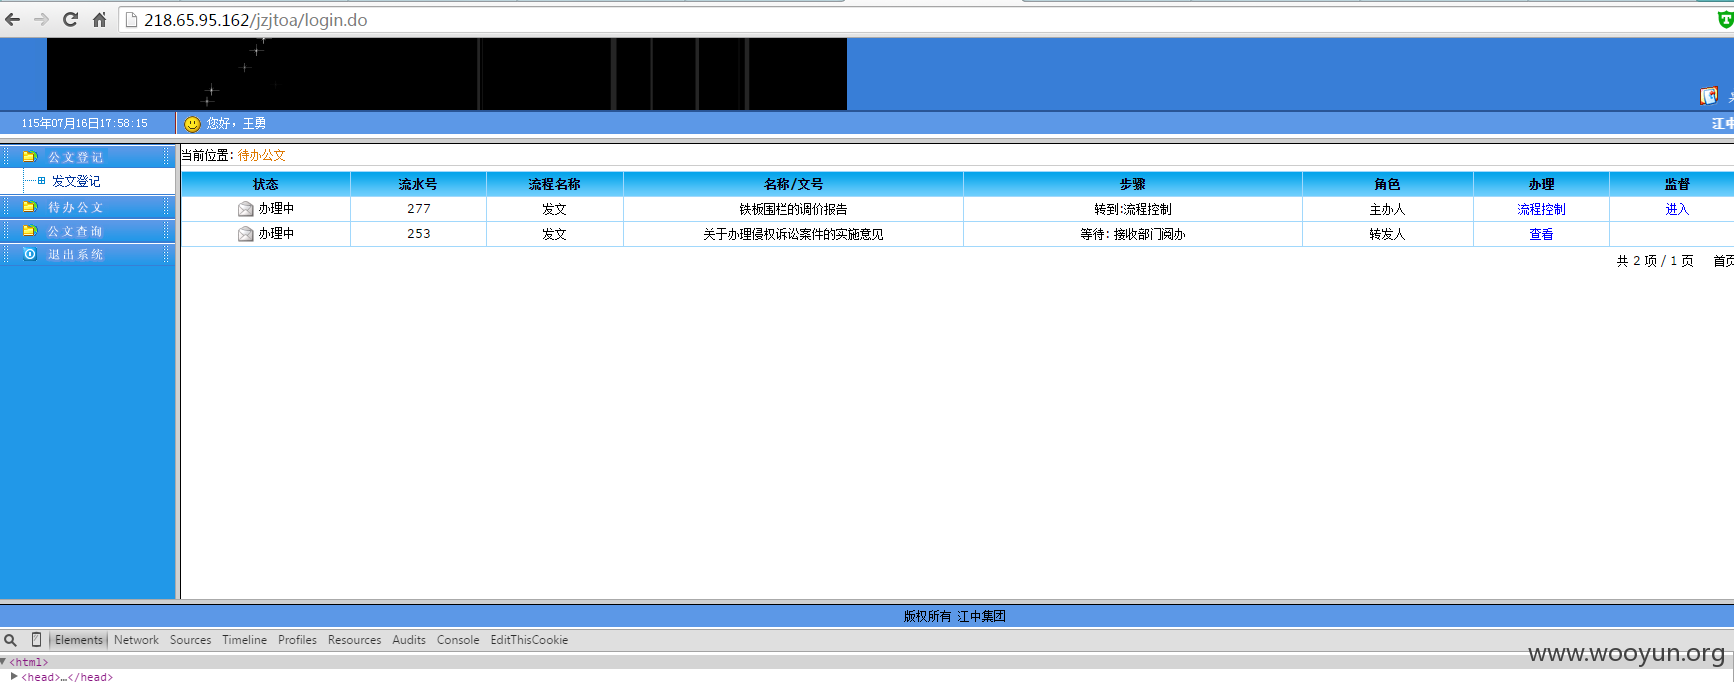 218.65.95.162/jzjtoa/login.do
115年07月16日17:58:15
您好，王勇
江中
公文登记
发文登记
待办公文
公文查询
退出系统
当前位置：待办公文
状态 流水号 流程名称 名称/文号 步骤 角色 办理 监督
办理中 277 发文 铁板围栏的调价报告 转到:流程控制 主办人 流程控制 进入
办理中 253 发文 关于办理侵权诉讼案件的实施意见 等待: 接收部门阅办 转发人 查看
共 2 项 / 1 页 首页
版权所有 江中集团
Elements Network Sources Timeline Profiles Resources Audits Console EditThisCookie
<html>
<head>…</head>
www.wooyun.org